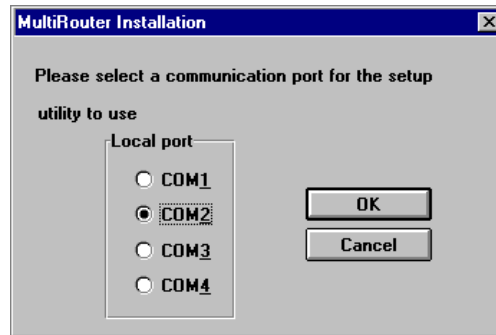 MultiRouter Installation
Please select a communication port for the setup
utility to use
Local port
COM1
COM2
COM3
COM4
OK
Cancel